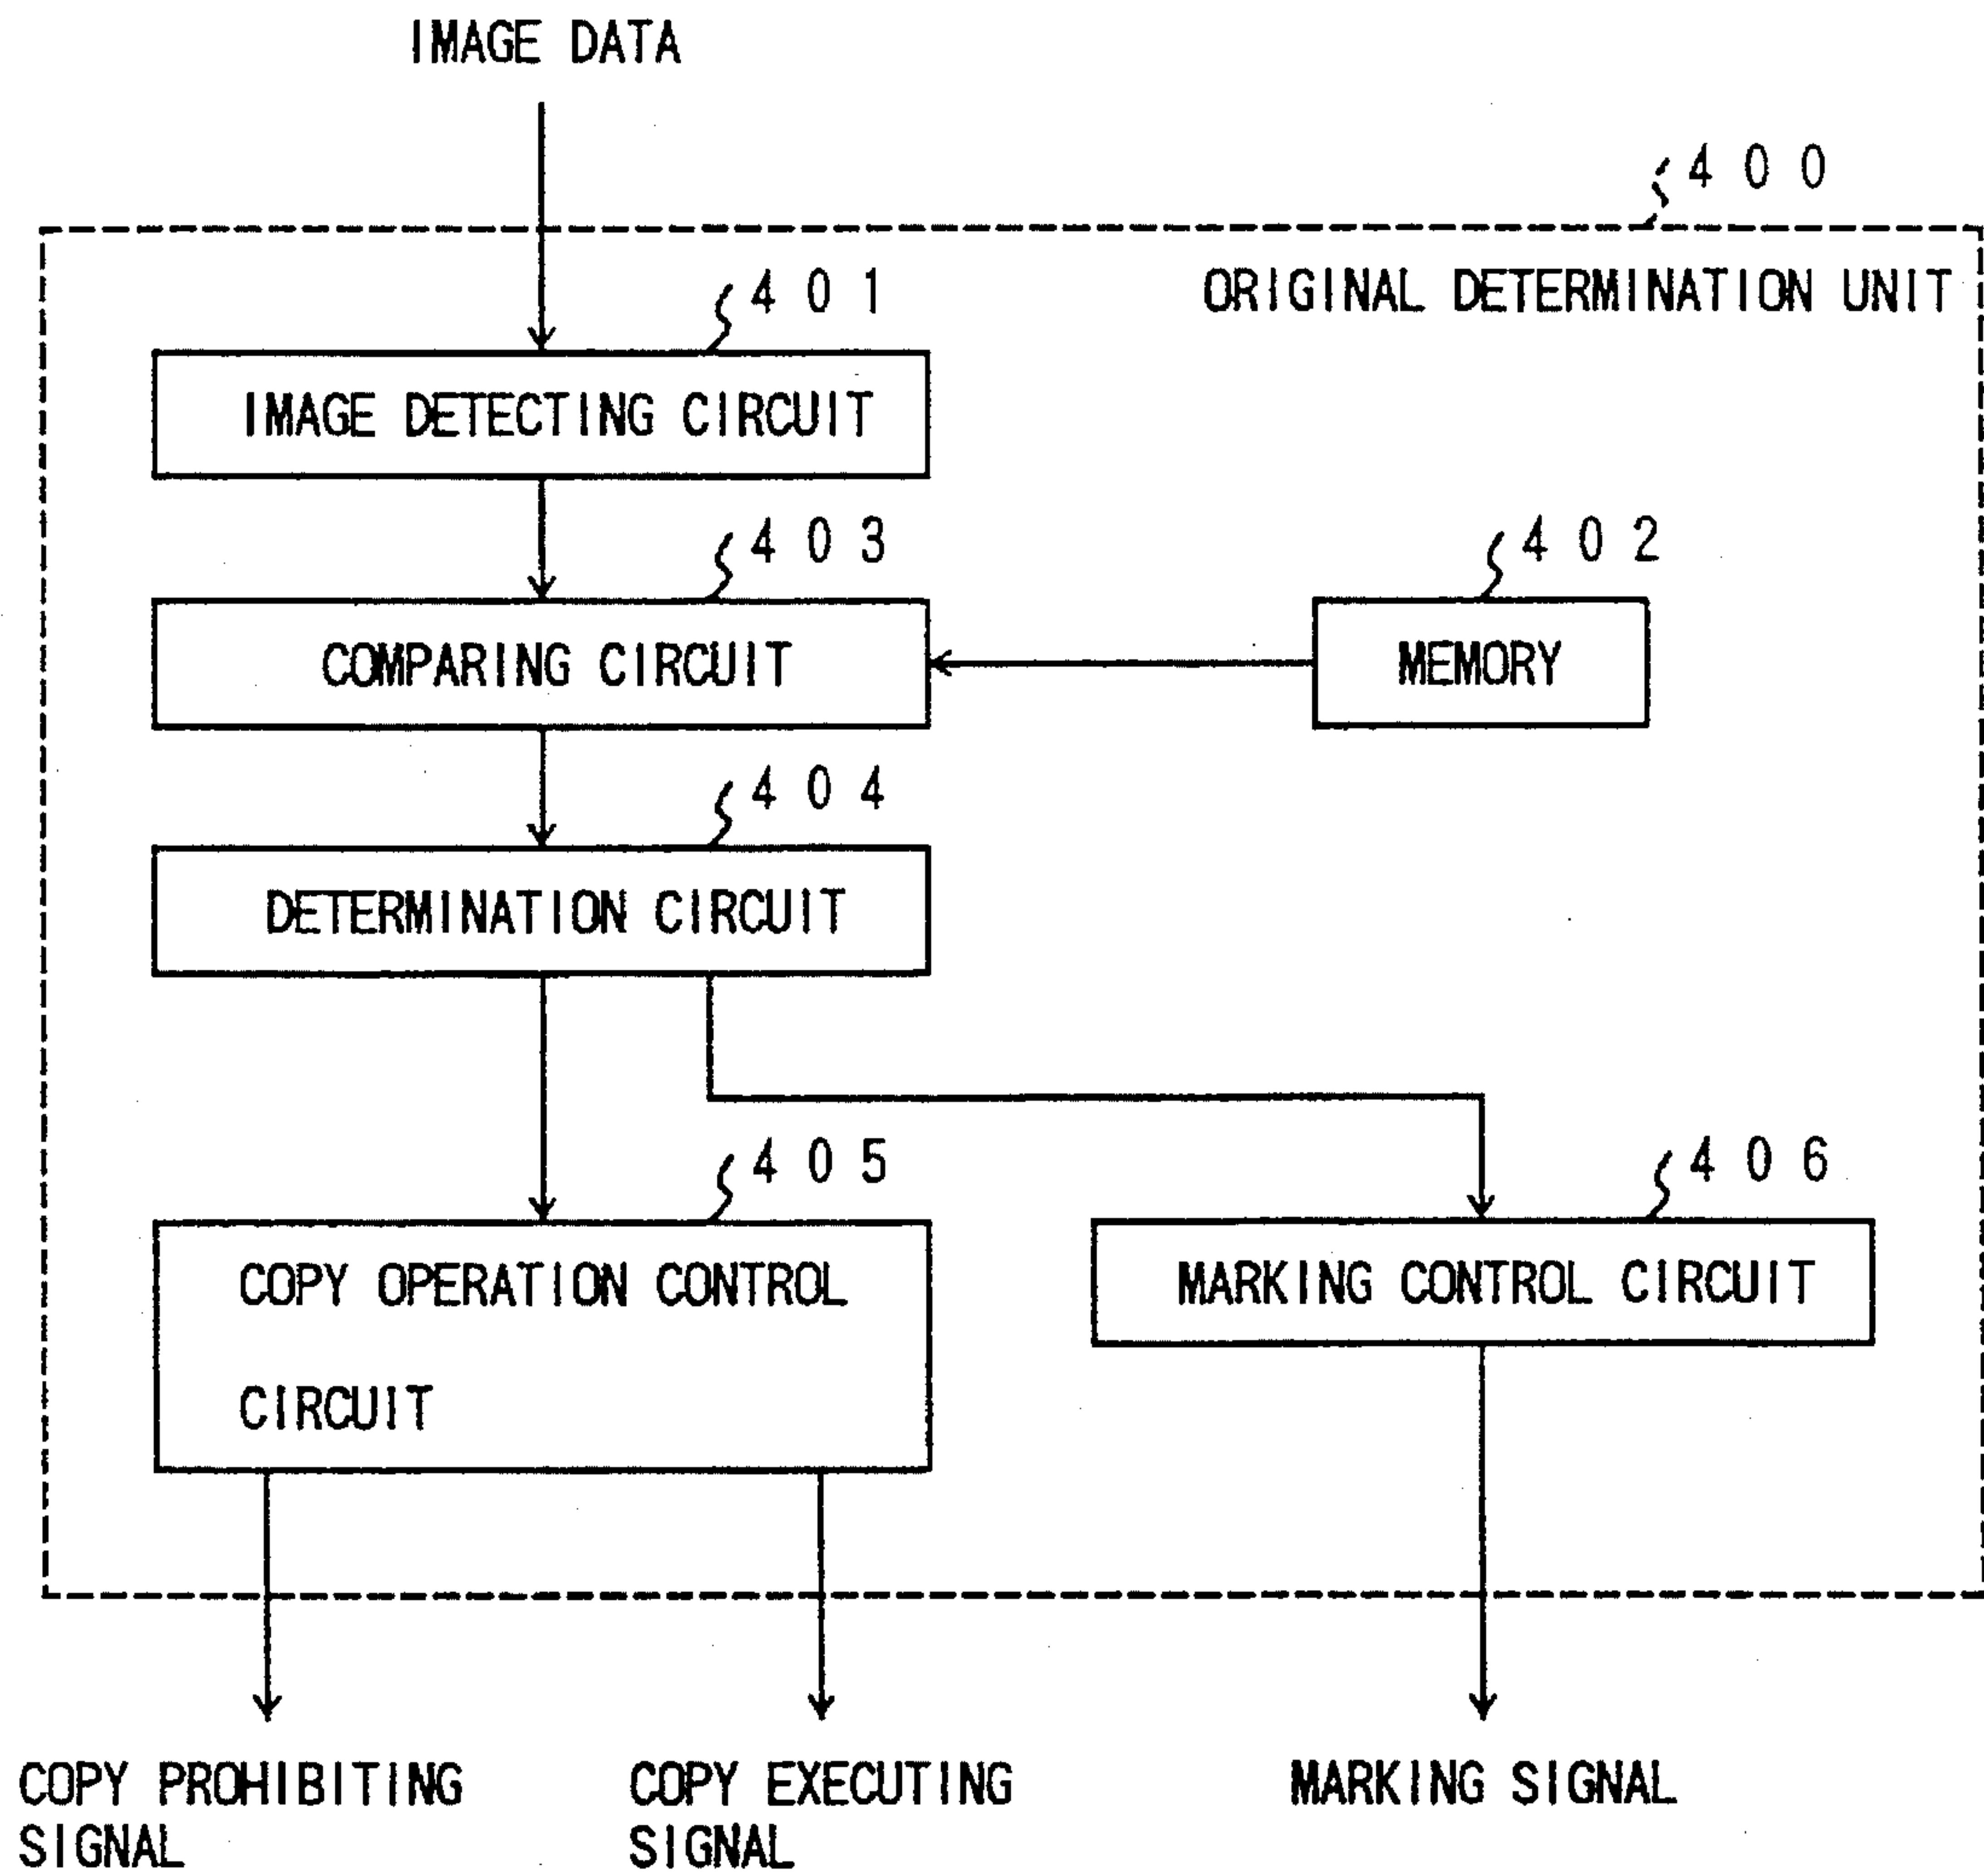 IMAGE DATA
400
ORIGINAL DETERMINATION UNIT
401
IMAGE DETECTING CIRCUIT
403
COMPARING CIRCUIT
402
MEMORY
404
DETERMINATION CIRCUIT
405
COPY OPERATION CONTROL
CIRCUIT
406
MARKING CONTROL CIRCUIT
COPY PROHIBITING
SIGNAL
COPY EXECUTING
SIGNAL
MARKING SIGNAL